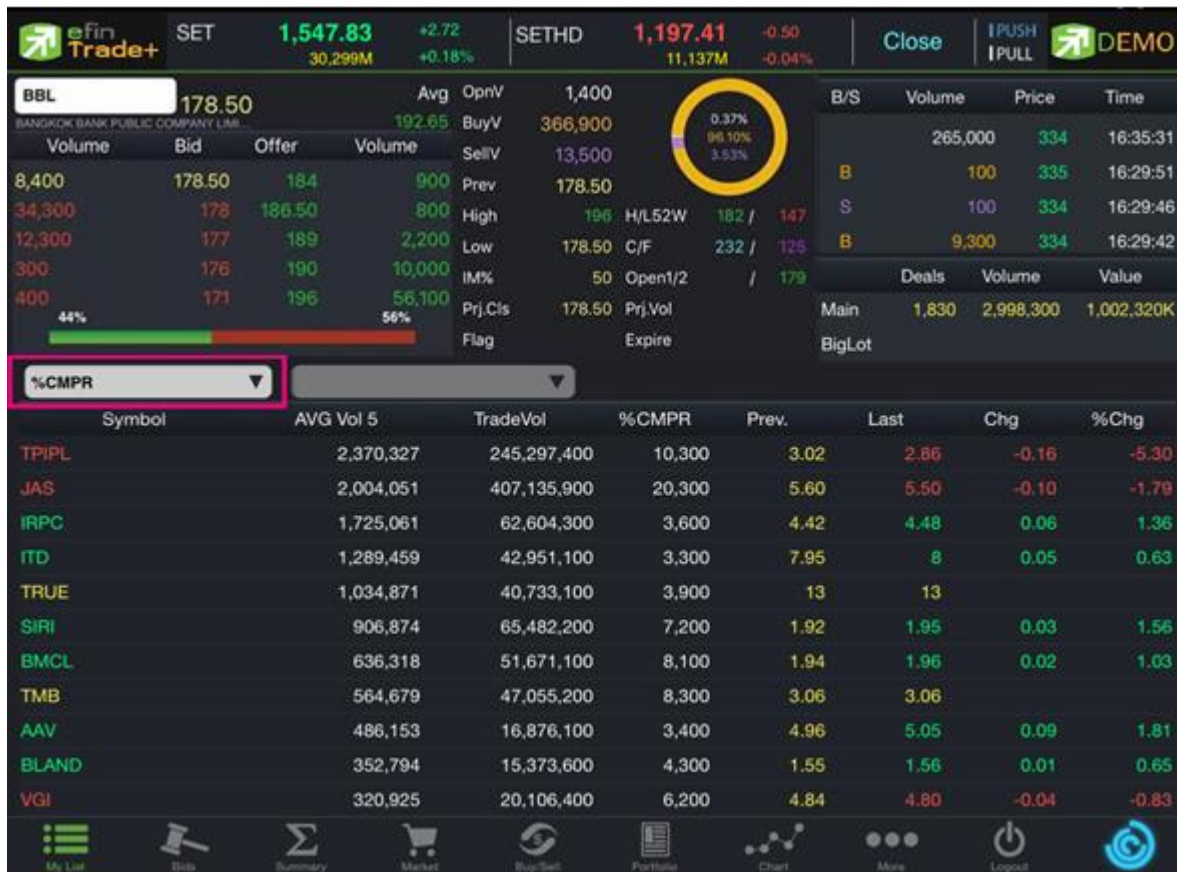 efin Trade+ SET 1,547.83 +2.72 SETHD 1,197.41 -0.50 Close PUSH DEMO
30,299M +0.18% 11,137M -0.04% PULL
BBL 178.50 Avg 192.65
BANGKOK BANK PUBLIC COMPANY LIMI...
Volume Bid Offer Volume
8,400 178.50 184 900
34,300 178 186.50 800
12,300 177 189 2,200
300 176 190 10,000
400 171 196 56,100
44% 56%
OpnV 1,400
BuyV 366,900
SellV 13,500
Prev 178.50
High 196 H/L52W 182 / 147
Low 178.50 C/F 232 / 125
IM% 50 Open1/2 / 179
Prj.Cls 178.50 Prj.Vol
Flag Expire
0.37%
96.10%
3.53%
B/S Volume Price Time
265,000 334 16:35:31
B 100 335 16:29:51
S 100 334 16:29:46
B 9,300 334 16:29:42
Deals Volume Value
Main 1,830 2,998,300 1,002,320K
BigLot
%CMPR
Symbol AVG Vol 5 TradeVol %CMPR Prev. Last Chg %Chg
TPIPL 2,370,327 245,297,400 10,300 3.02 2.86 -0.16 -5.30
JAS 2,004,051 407,135,900 20,300 5.60 5.50 -0.10 -1.79
IRPC 1,725,061 62,604,300 3,600 4.42 4.48 0.06 1.36
ITD 1,289,459 42,951,100 3,300 7.95 8 0.05 0.63
TRUE 1,034,871 40,733,100 3,900 13 13
SIRI 906,874 65,482,200 7,200 1.92 1.95 0.03 1.56
BMCL 636,318 51,671,100 8,100 1.94 1.96 0.02 1.03
TMB 564,679 47,055,200 8,300 3.06 3.06
AAV 486,153 16,876,100 3,400 4.96 5.05 0.09 1.81
BLAND 352,794 15,373,600 4,300 1.55 1.56 0.01 0.65
VGI 320,925 20,106,400 6,200 4.84 4.80 -0.04 -0.83
My List Bids Summary Market Buy/Sell Portfolio Chart More Logout